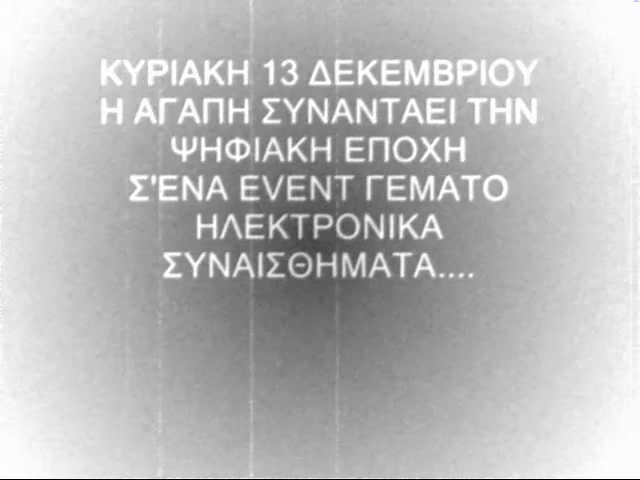 ΚΥΡΙΑΚΗ 13 ΔΕΚΕΜΒΡΙΟΥ
Η ΑΓΑΠΗ ΣΥΝΑΝΤΑΕΙ ΤΗΝ
ΨΗΦΙΑΚΗ ΕΠΟΧΗ
Σ'ΕΝΑ EVENT ΓΕΜΑΤΟ
ΗΛΕΚΤΡΟΝΙΚΑ
ΣΥΝΑΙΣΘΗΜΑΤΑ....